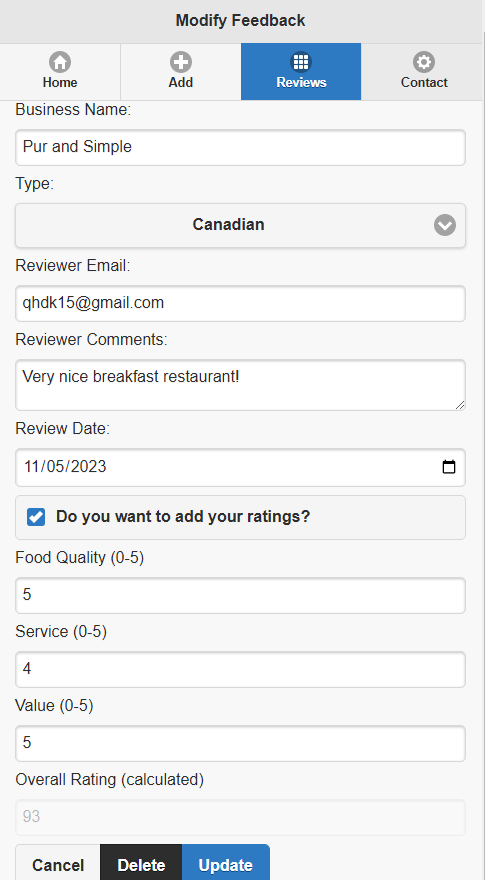 Modify Feedback
Home Add Reviews Contact
Business Name:
Pur and Simple
Type:
Canadian
Reviewer Email:
qhdk15@gmail.com
Reviewer Comments:
Very nice breakfast restaurant!
Review Date:
11/05/2023
Do you want to add your ratings?
Food Quality (0-5)
5
Service (0-5)
4
Value (0-5)
5
Overall Rating (calculated)
93
Cancel Delete Update